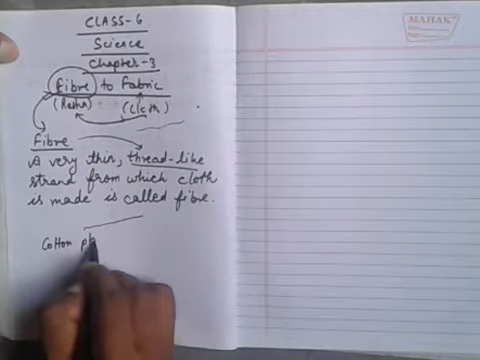 CLASS-6
Science
Chapter-3
Fibre to Fabric
(Resha) (Cloth)
Fibre
A very thin, thread-like
strand from which cloth
is made is called fibre.
Cotton pla
MAHAK